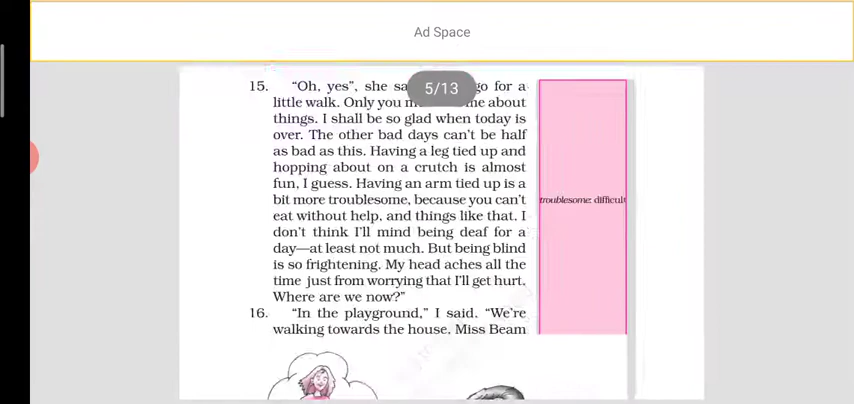 Ad Space
5/13
15. “Oh, yes”, she go for a
little walk. Only you about
things. I shall be so glad when today is
over. The other bad days can’t be half
as bad as this. Having a leg tied up and
hopping about on a crutch is almost
fun, I guess. Having an arm tied up is a
bit more troublesome, because you can’t
eat without help, and things like that. I
don’t think I’ll mind being deaf for a
day—at least not much. But being blind
is so frightening. My head aches all the
time just from worrying that I’ll get hurt.
Where are we now?”
troublesome: difficult
16. “In the playground,” I said. “We’re
walking towards the house. Miss Beam